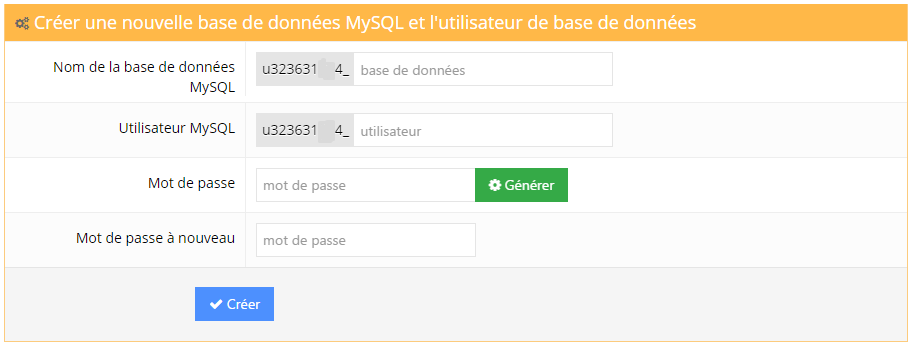 Créer une nouvelle base de données MySQL et l'utilisateur de base de données
Nom de la base de données
MySQL
u323631 4_ base de données
Utilisateur MySQL u323631 4_ utilisateur
Mot de passe mot de passe Générer
Mot de passe à nouveau mot de passe
Créer